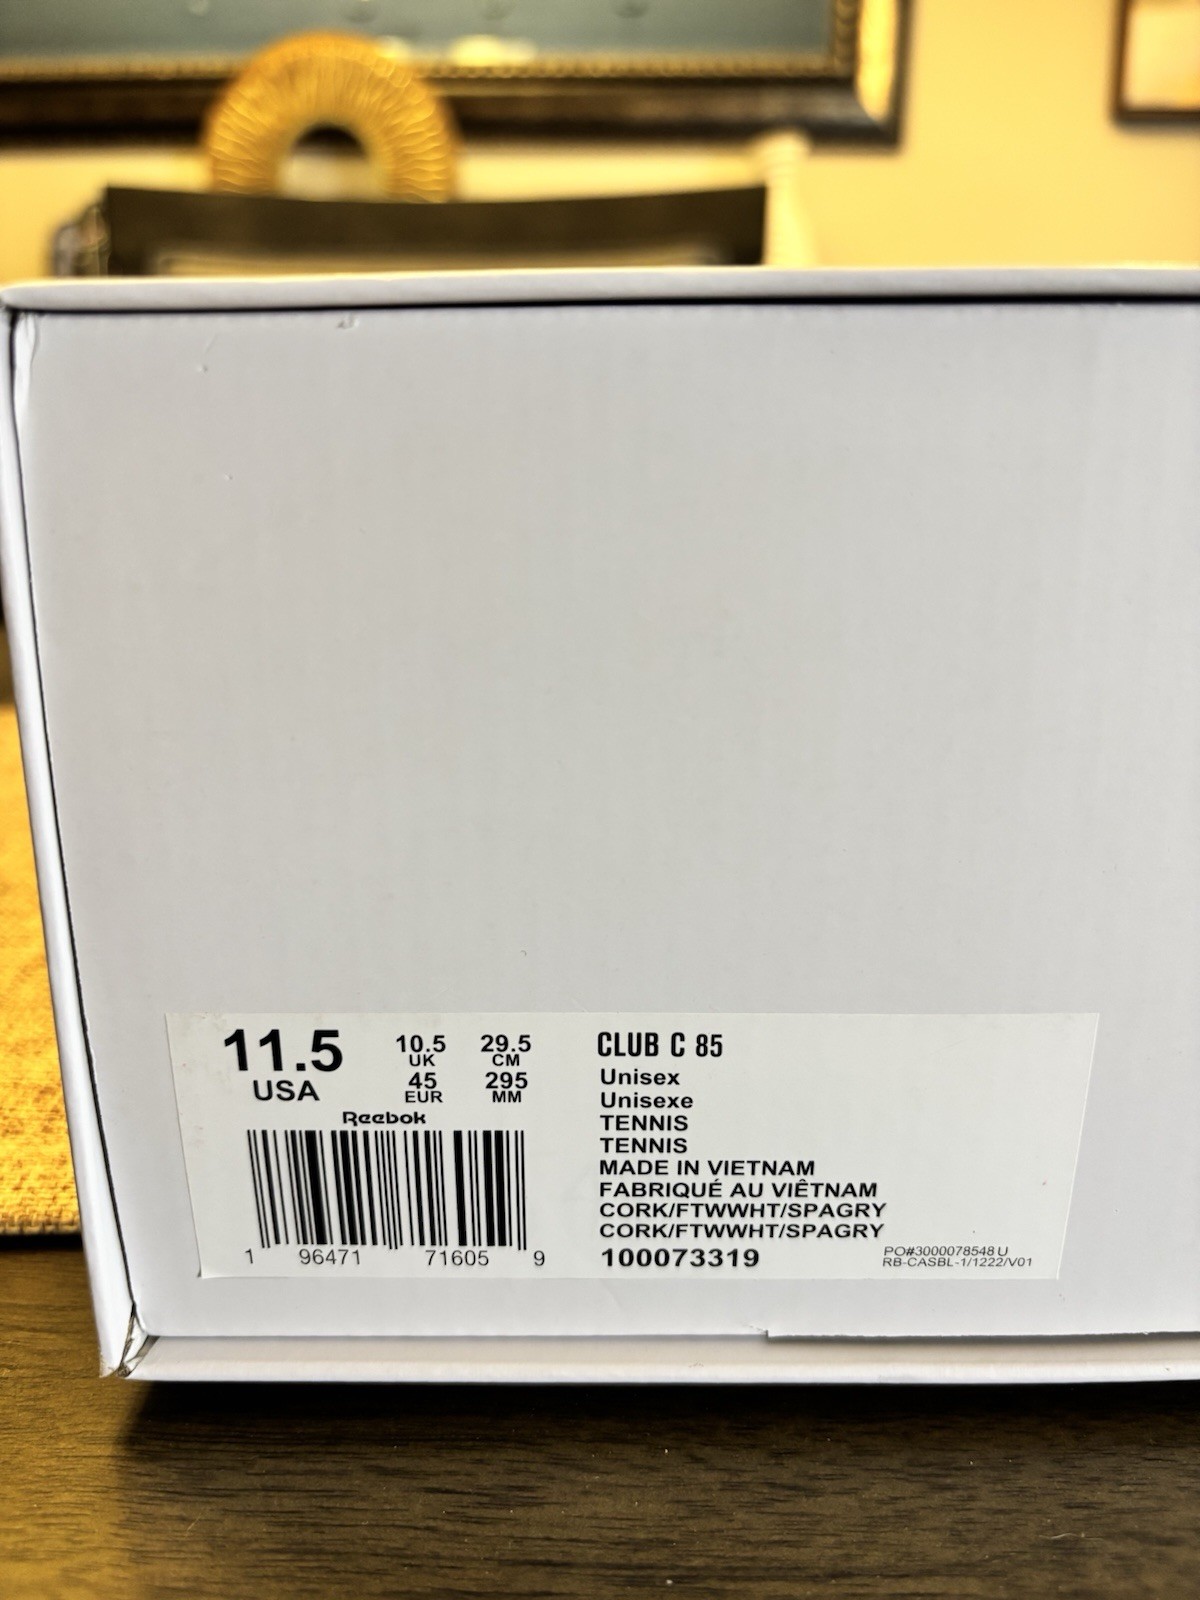 11.5
USA
10.5
UK
29.5
CM
45
EUR
295
MM
Reebok
1 96471 71605 9
CLUB C 85
Unisex
Unisexe
TENNIS
TENNIS
MADE IN VIETNAM
FABRIQUÉ AU VIÊTNAM
CORK/FTWWHT/SPAGRY
CORK/FTWWHT/SPAGRY
100073319
PO#3000078548 U
RB-CASBL-1/1222/V01